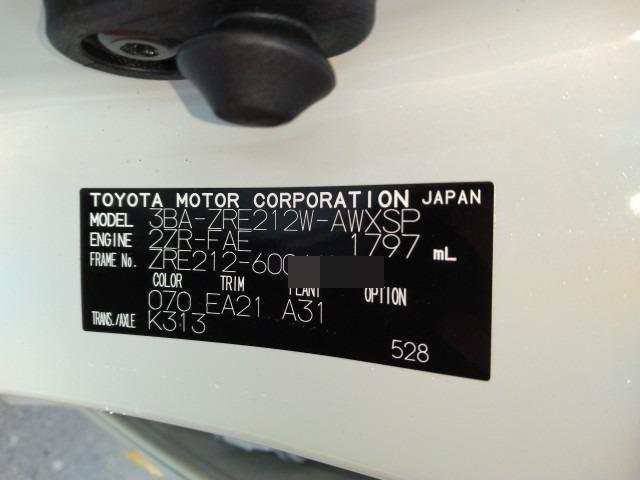 TOYOTA MOTOR CORPORATION JAPAN
MODEL 3BA-ZRE212W-AWXSP
ENGINE 2ZR-FAE 1797 mL
FRAME No. ZRE212-600
COLOR TRIM PLANT OPTION
070 EA21 A31
TRANS./AXLE K313
528